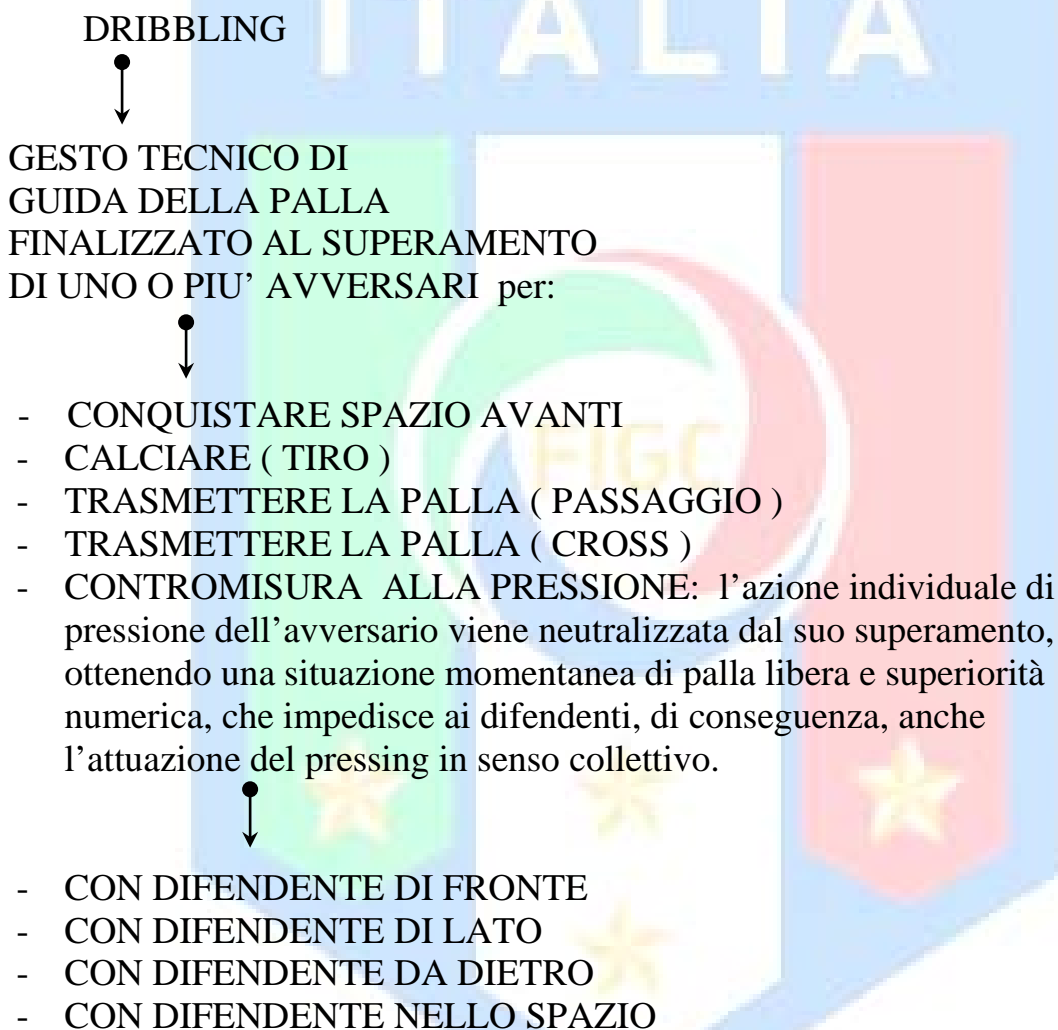 ITALIA
DRIBBLING
GESTO TECNICO DI
GUIDA DELLA PALLA
FINALIZZATO AL SUPERAMENTO
DI UNO O PIU’ AVVERSARI per:
FIGC
- CONQUISTARE SPAZIO AVANTI
- CALCIARE ( TIRO )
- TRASMETTERE LA PALLA ( PASSAGGIO )
- TRASMETTERE LA PALLA ( CROSS )
- CONTROMISURA ALLA PRESSIONE: l’azione individuale di
pressione dell’avversario viene neutralizzata dal suo superamento,
ottenendo una situazione momentanea di palla libera e superiorità
numerica, che impedisce ai difendenti, di conseguenza, anche
l’attuazione del pressing in senso collettivo.
- CON DIFENDENTE DI FRONTE
- CON DIFENDENTE DI LATO
- CON DIFENDENTE DA DIETRO
- CON DIFENDENTE NELLO SPAZIO